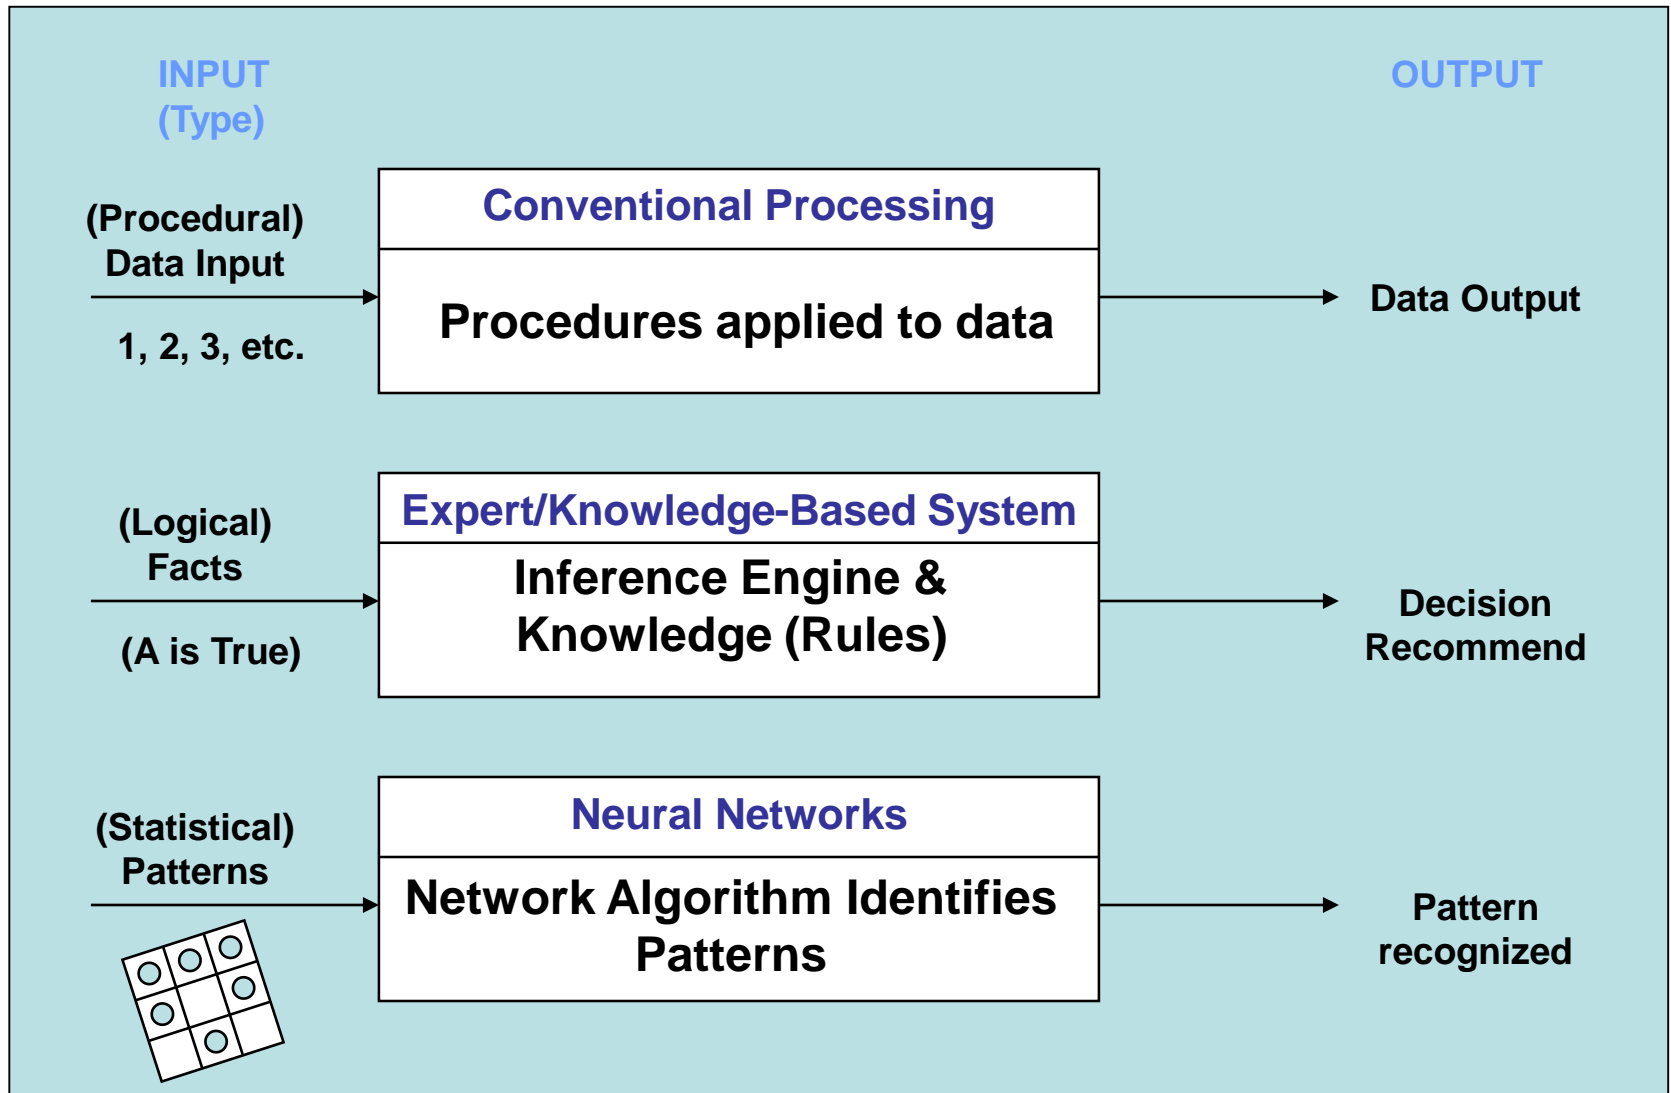 INPUT
(Type)
OUTPUT
(Procedural)
Data Input
1, 2, 3, etc.
Conventional Processing
Procedures applied to data
Data Output
(Logical)
Facts
(A is True)
Expert/Knowledge-Based System
Inference Engine &
Knowledge (Rules)
Decision
Recommend
(Statistical)
Patterns
Neural Networks
Network Algorithm Identifies
Patterns
Pattern
recognized